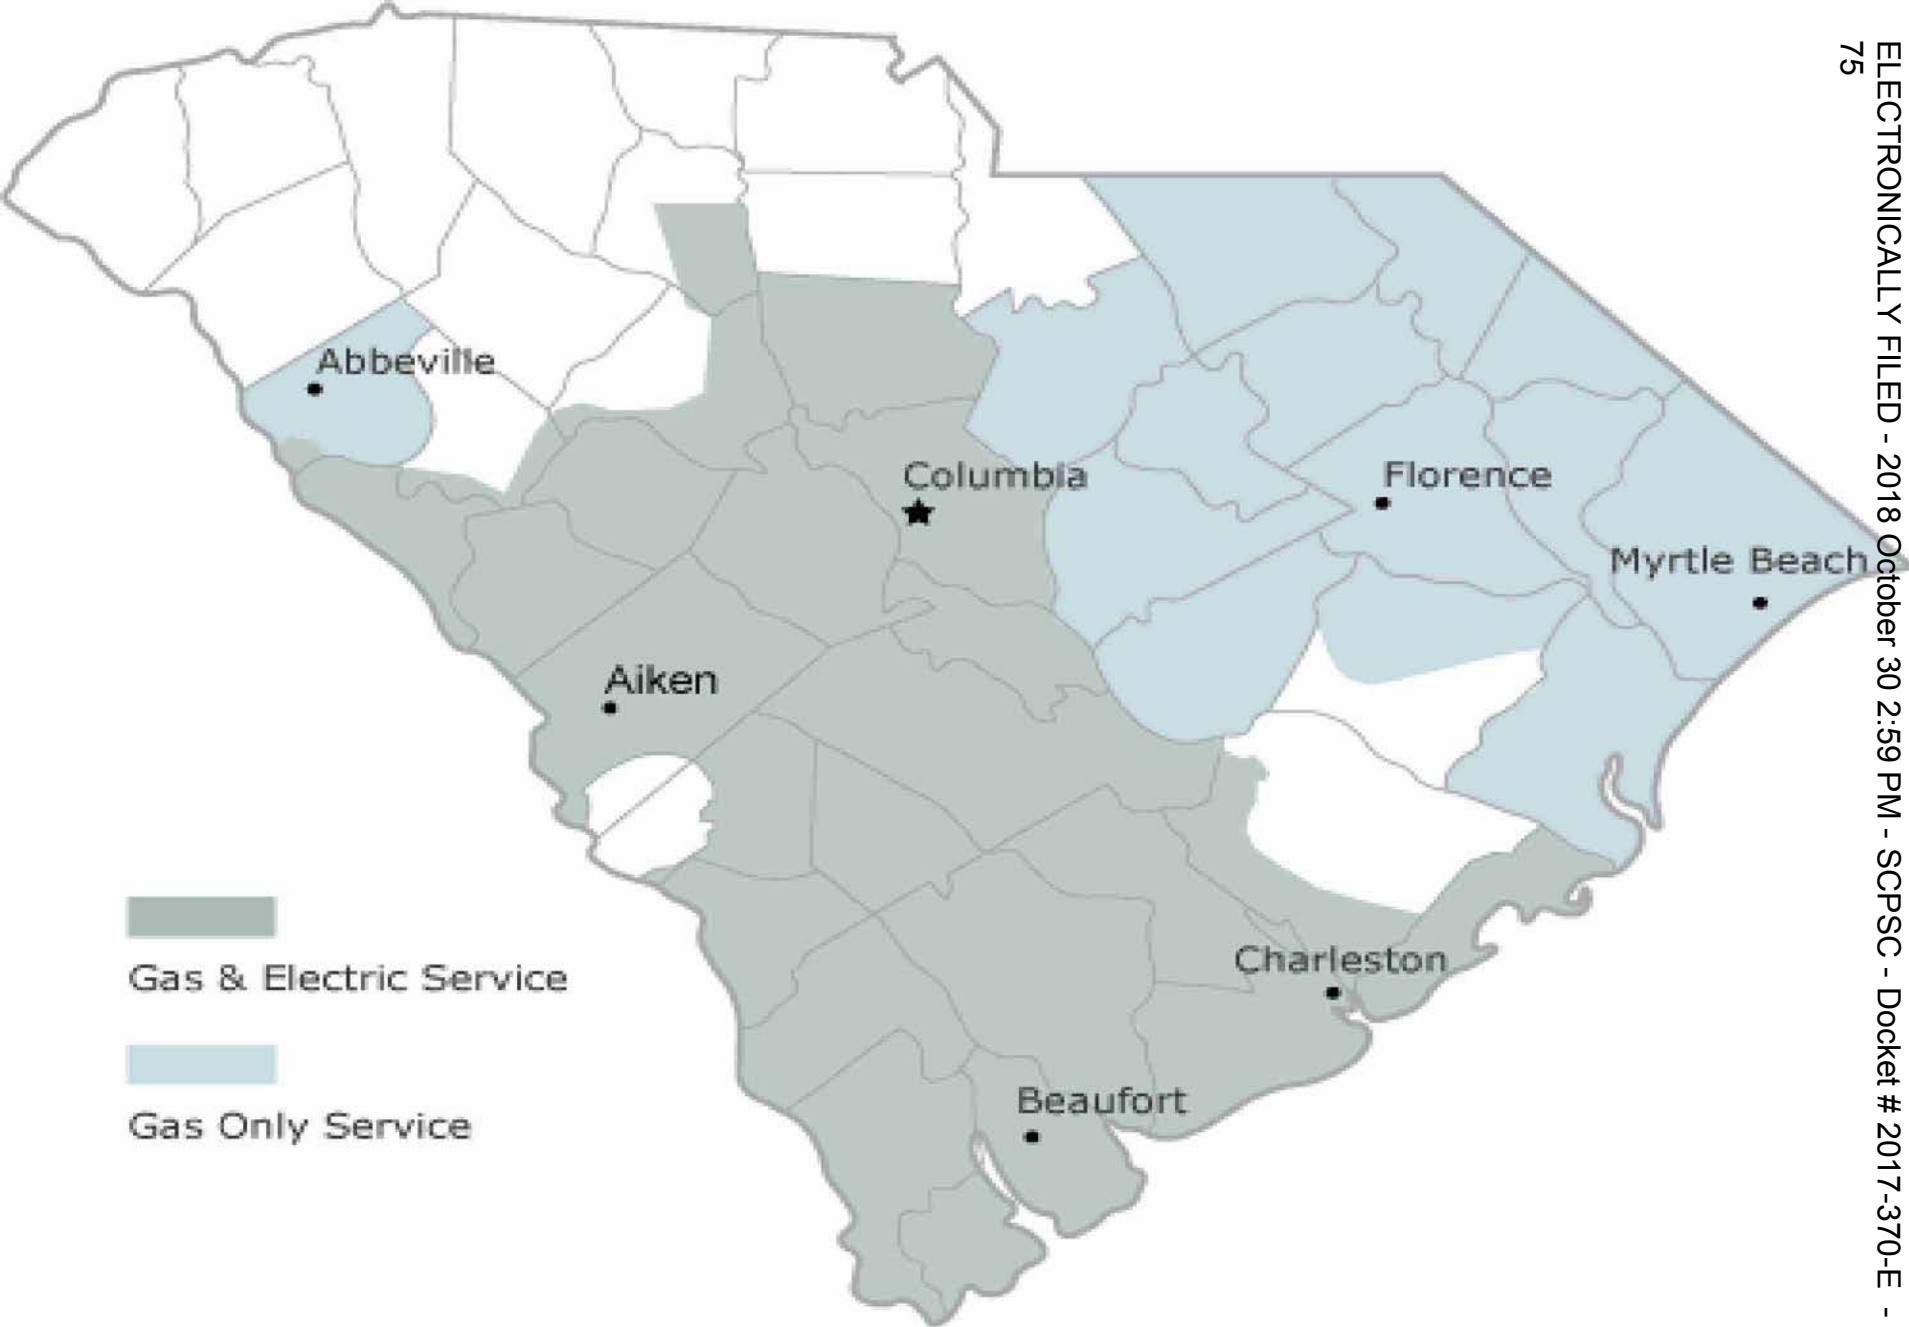 Abbeville
Columbia
Florence
Myrtle Beach
Aiken
Charleston
Beaufort
Gas & Electric Service
Gas Only Service
ELECTRONICALLY FILED - 2018 October 30 2:59 PM - SCPSC - Docket # 2017-370-E -
75